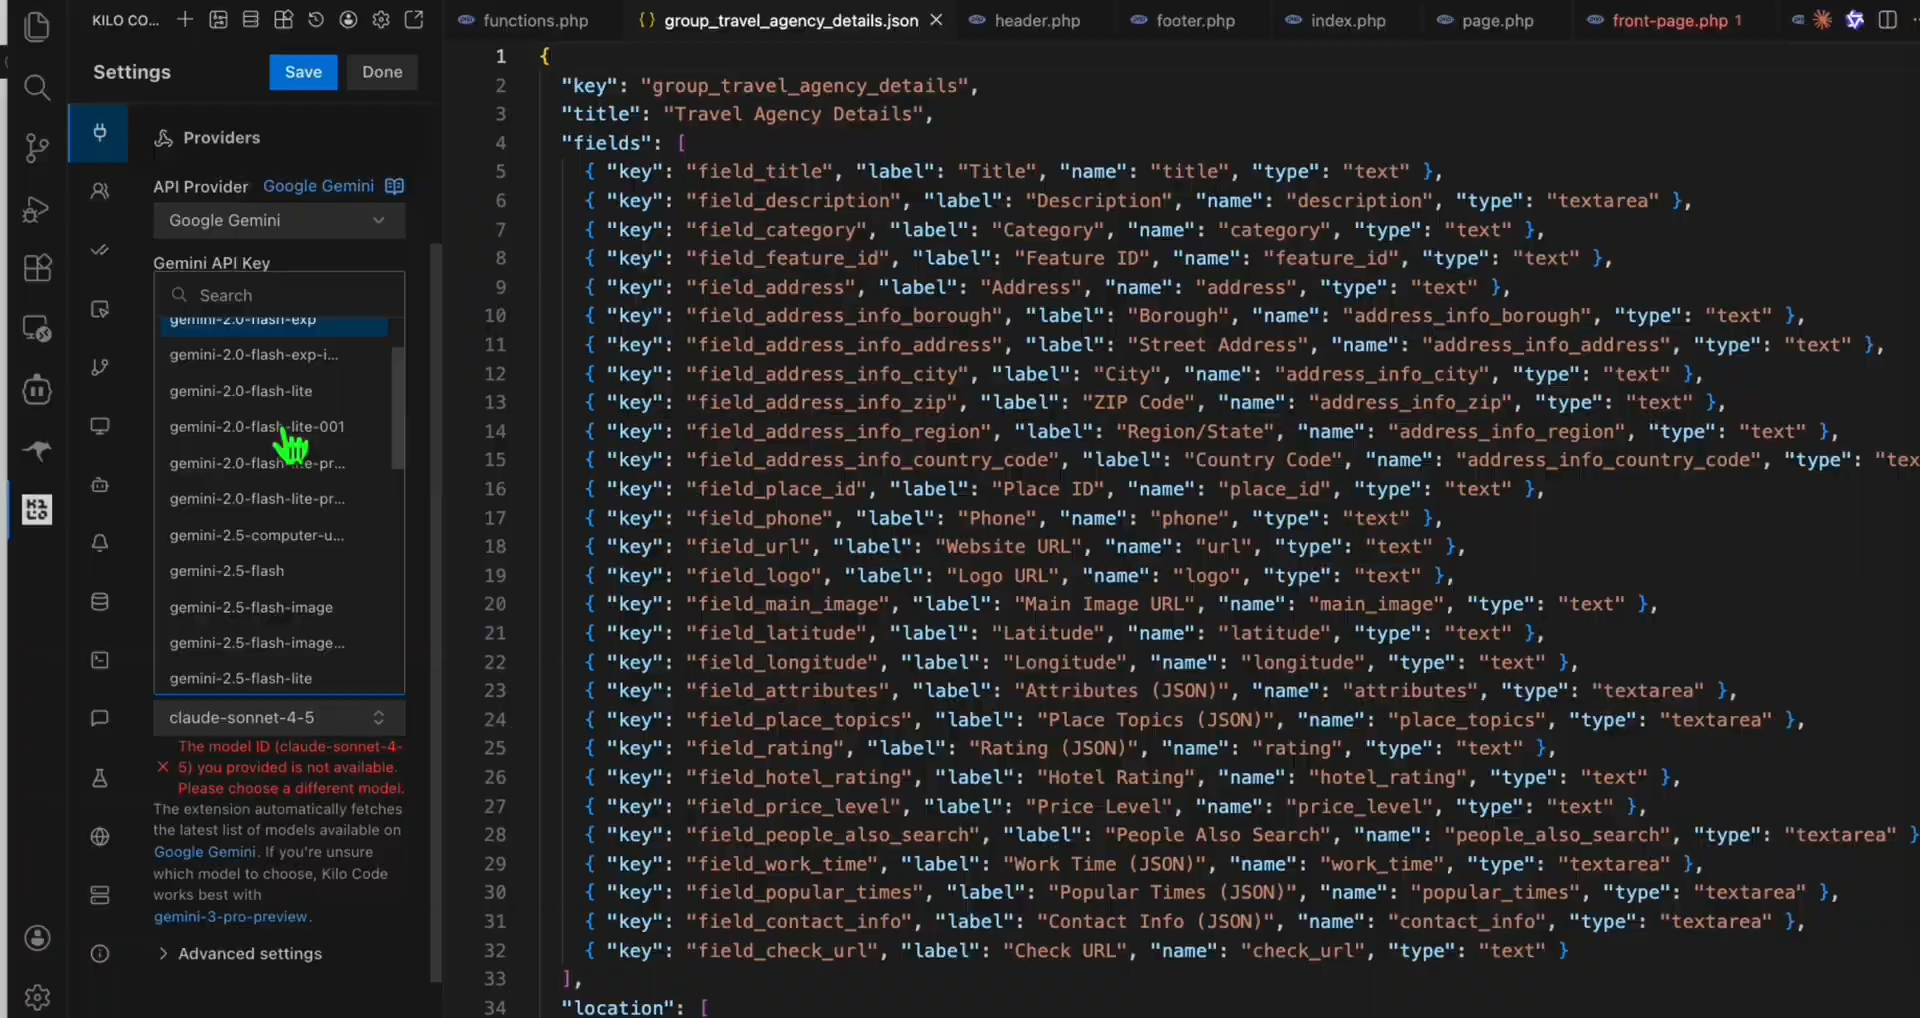 KILO CO...
functions.php
{} group_travel_agency_details.json
header.php
footer.php
index.php
page.php
front-page.php 1
Settings
Save
Done
Providers
API Provider Google Gemini
Google Gemini
Gemini API Key
Search
gemini-2.0-flash-exp
gemini-2.0-flash-exp-i...
gemini-2.0-flash-lite
gemini-2.0-flash-lite-001
gemini-2.0-flash-lite-pr...
gemini-2.0-flash-lite-pr...
gemini-2.5-computer-u...
gemini-2.5-flash
gemini-2.5-flash-image
gemini-2.5-flash-image...
gemini-2.5-flash-lite
claude-sonnet-4-5
The model ID (claude-sonnet-4-
5) you provided is not available.
Please choose a different model.
The extension automatically fetches
the latest list of models available on
Google Gemini. If you're unsure
which model to choose, Kilo Code
works best with
gemini-3-pro-preview.
Advanced settings
1 {
2 "key": "group_travel_agency_details",
3 "title": "Travel Agency Details",
4 "fields": [
5 { "key": "field_title", "label": "Title", "name": "title", "type": "text" },
6 { "key": "field_description", "label": "Description", "name": "description", "type": "textarea" },
7 { "key": "field_category", "label": "Category", "name": "category", "type": "text" },
8 { "key": "field_feature_id", "label": "Feature ID", "name": "feature_id", "type": "text" },
9 { "key": "field_address", "label": "Address", "name": "address", "type": "text" },
10 { "key": "field_address_info_borough", "label": "Borough", "name": "address_info_borough", "type": "text" },
11 { "key": "field_address_info_address", "label": "Street Address", "name": "address_info_address", "type": "text" },
12 { "key": "field_address_info_city", "label": "City", "name": "address_info_city", "type": "text" },
13 { "key": "field_address_info_zip", "label": "ZIP Code", "name": "address_info_zip", "type": "text" },
14 { "key": "field_address_info_region", "label": "Region/State", "name": "address_info_region", "type": "text" },
15 { "key": "field_address_info_country_code", "label": "Country Code", "name": "address_info_country_code", "type": "tex
16 { "key": "field_place_id", "label": "Place ID", "name": "place_id", "type": "text" },
17 { "key": "field_phone", "label": "Phone", "name": "phone", "type": "text" },
18 { "key": "field_url", "label": "Website URL", "name": "url", "type": "text" },
19 { "key": "field_logo", "label": "Logo URL", "name": "logo", "type": "text" },
20 { "key": "field_main_image", "label": "Main Image URL", "name": "main_image", "type": "text" },
21 { "key": "field_latitude", "label": "Latitude", "name": "latitude", "type": "text" },
22 { "key": "field_longitude", "label": "Longitude", "name": "longitude", "type": "text" },
23 { "key": "field_attributes", "label": "Attributes (JSON)", "name": "attributes", "type": "textarea" },
24 { "key": "field_place_topics", "label": "Place Topics (JSON)", "name": "place_topics", "type": "textarea" },
25 { "key": "field_rating", "label": "Rating (JSON)", "name": "rating", "type": "text" },
26 { "key": "field_hotel_rating", "label": "Hotel Rating", "name": "hotel_rating", "type": "text" },
27 { "key": "field_price_level", "label": "Price Level", "name": "price_level", "type": "text" },
28 { "key": "field_people_also_search", "label": "People Also Search", "name": "people_also_search", "type": "textarea" }
29 { "key": "field_work_time", "label": "Work Time (JSON)", "name": "work_time", "type": "textarea" },
30 { "key": "field_popular_times", "label": "Popular Times (JSON)", "name": "popular_times", "type": "textarea" },
31 { "key": "field_contact_info", "label": "Contact Info (JSON)", "name": "contact_info", "type": "textarea" },
32 { "key": "field_check_url", "label": "Check URL", "name": "check_url", "type": "text" }
33 ],
34 "location": [